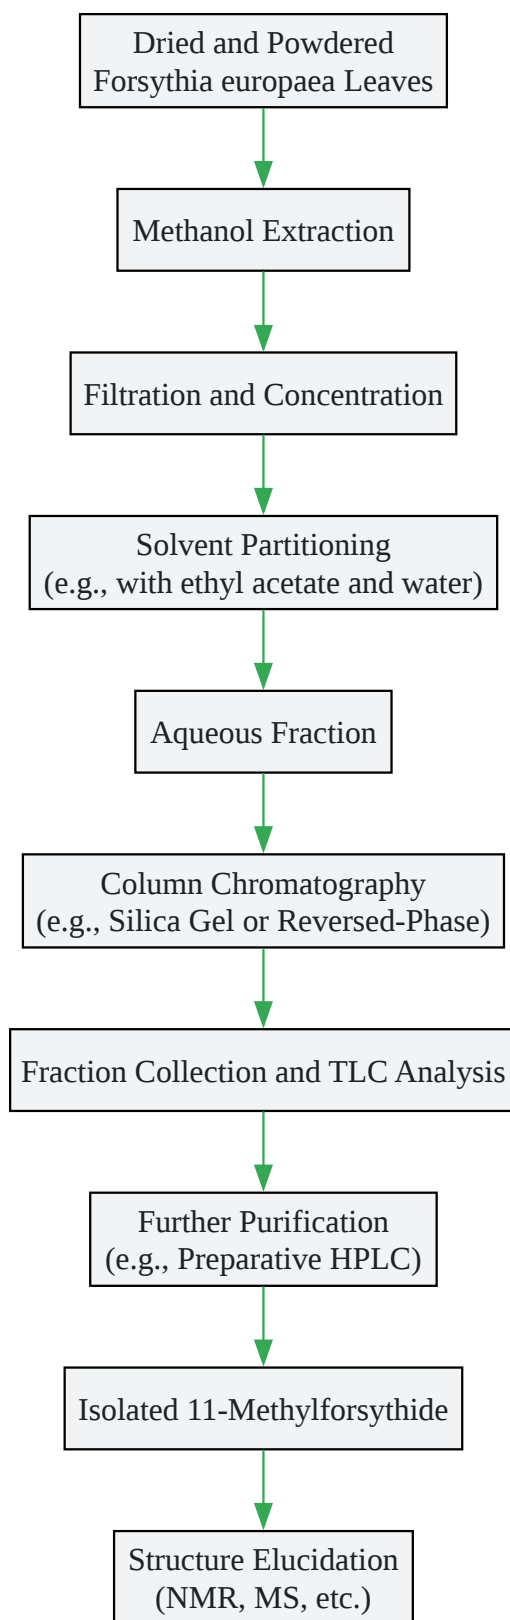 Dried and Powdered
Forsythia europaea Leaves
Methanol Extraction
Filtration and Concentration
Solvent Partitioning
(e.g., with ethyl acetate and water)
Aqueous Fraction
Column Chromatography
(e.g., Silica Gel or Reversed-Phase)
Fraction Collection and TLC Analysis
Further Purification
(e.g., Preparative HPLC)
Isolated 11-Methylforsythide
Structure Elucidation
(NMR, MS, etc.)